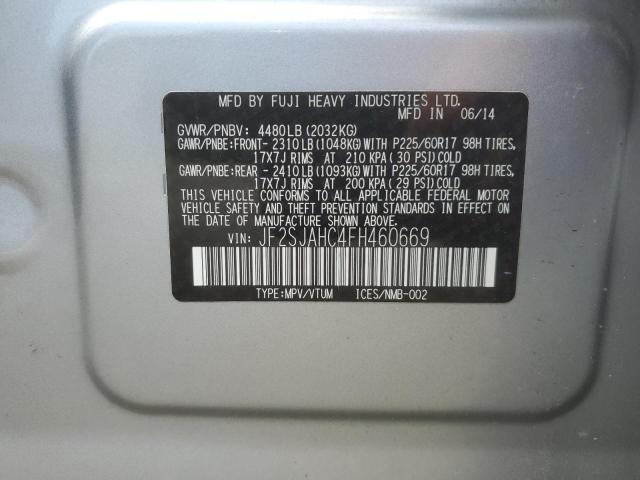 MFD BY FUJI HEAVY INDUSTRIES LTD.
MFD IN 06/14
GVWR/PNBV: 4480LB (2032KG)
GAWR/PNBE:FRONT- 2310LB (1048KG)WITH P225/60R17 98H TIRES,
17X7J RIMS AT 210 KPA ( 30 PSI) COLD
GAWR/PNBE:REAR - 2410LB (1093KG)WITH P225/60R17 98H TIRES,
17X7J RIMS AT 200 KPA ( 29 PSI) COLD
THIS VEHICLE CONFORMS TO ALL APPLICABLE FEDERAL MOTOR
VEHICLE SAFETY AND THEFT PREVENTION STANDARDS IN EFFECT
ON THE DATE OF MANUFACTURE SHOWN ABOVE.
VIN: JF2SJAHC4FH460669
TYPE:MPV/VTUM ICES/NMB-002